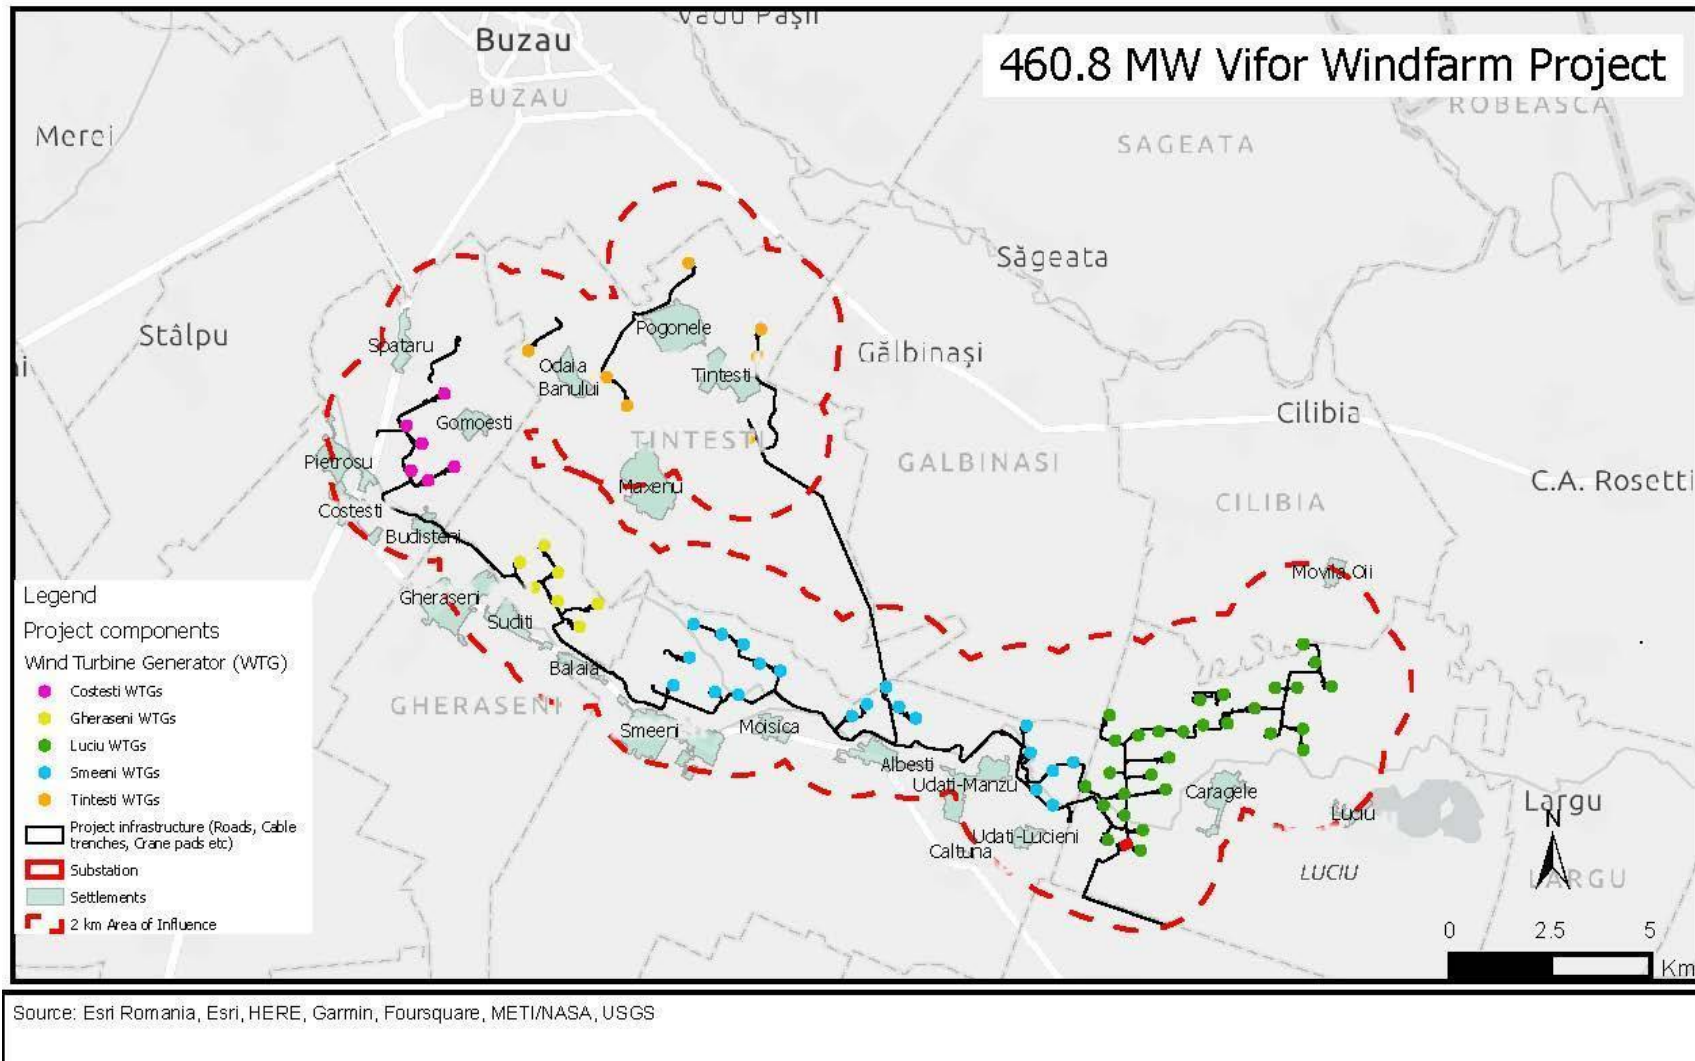 Vadu Pașii
Buzau
460.8 MW Vifor Windfarm Project
BUZAU
ROBEASCA
Merei
SAGEATA
Săgeata
Stâlpu
Pogonele
Spataru
Gălbinași
Odaia
Banului
Tintesti
Cilibia
Gomoesti
TINTESTI
Pietrosu
GALBINASI
C.A. Rosetti
Maxenu
CILIBIA
Costesti
Budisteni
Movila Oii
Gheraseni
Suditi
Balaia
GHERASENI
Smeeni
Moisica
Albesti
Udati-Manzu
Caragele
Luciu
Largu
Udati-Lucieni
Caltuna
LUCIU
LARGU
N
Legend
Project components
Wind Turbine Generator (WTG)
Costesti WTGs
Gheraseni WTGs
Luciu WTGs
Smeeni WTGs
Tintesti WTGs
Project infrastructure (Roads, Cable
trenches, Crane pads etc)
Substation
Settlements
2 km Area of Influence
0 2.5 5
Km
Source: Esri Romania, Esri, HERE, Garmin, Foursquare, METI/NASA, USGS